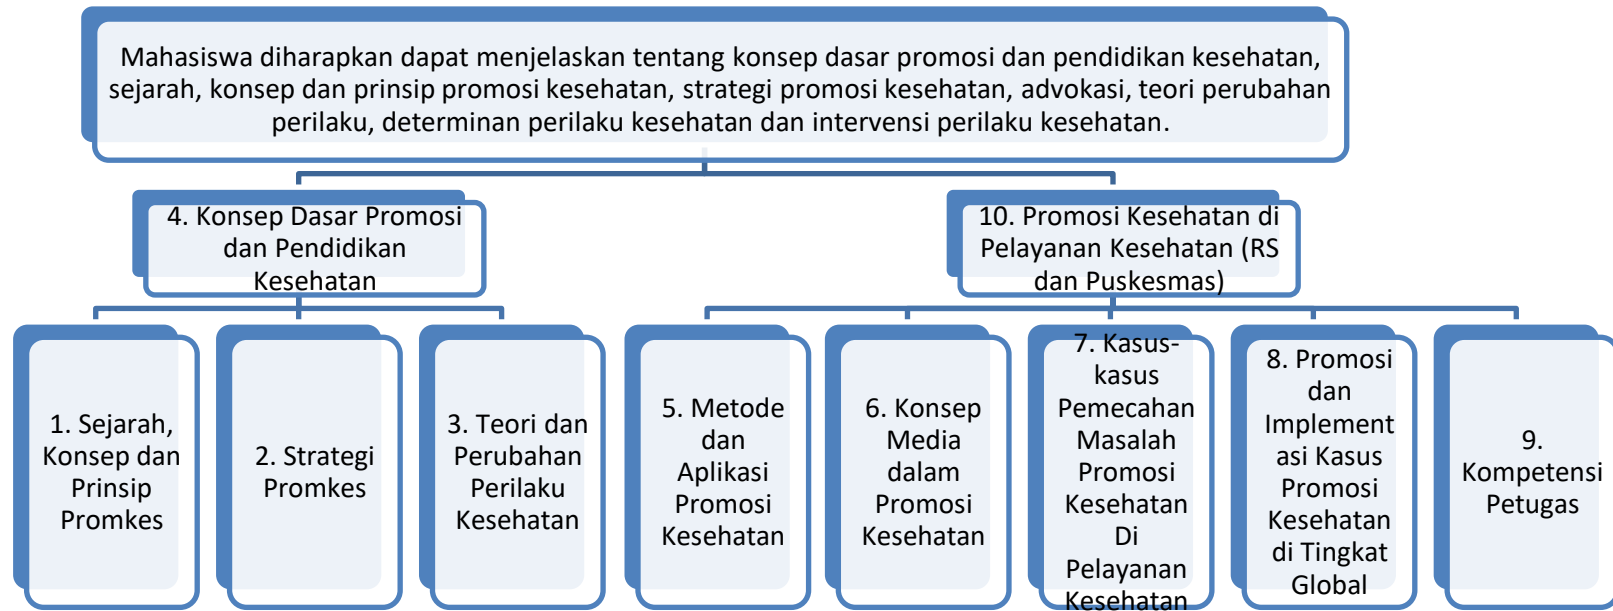 Mahasiswa diharapkan dapat menjelaskan tentang konsep dasar promosi dan pendidikan kesehatan,
sejarah, konsep dan prinsip promosi kesehatan, strategi promosi kesehatan, advokasi, teori perubahan
perilaku, determinan perilaku kesehatan dan intervensi perilaku kesehatan.
4. Konsep Dasar Promosi
dan Pendidikan
Kesehatan
10. Promosi Kesehatan di
Pelayanan Kesehatan (RS
dan Puskesmas)
1. Sejarah,
Konsep dan
Prinsip
Promkes
2. Strategi
Promkes
3. Teori dan
Perubahan
Perilaku
Kesehatan
5. Metode
dan
Aplikasi
Promosi
Kesehatan
6. Konsep
Media
dalam
Promosi
Kesehatan
7. Kasus-
kasus
Pemecahan
Masalah
Promosi
Kesehatan
Di
Pelayanan
Kesehatan
8. Promosi
dan
Implement
asi Kasus
Promosi
Kesehatan
di Tingkat
Global
9.
Kompetensi
Petugas